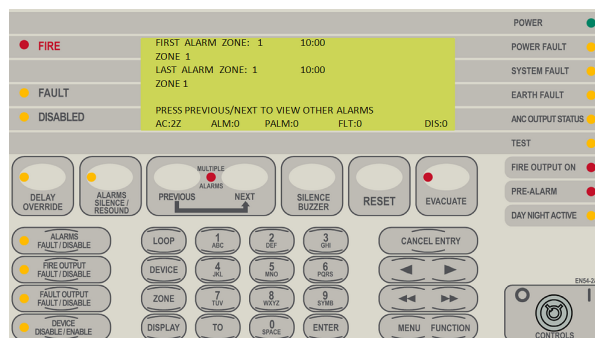 POWER
FIRE
FIRST ALARM ZONE: 1 10:00
ZONE 1
LAST ALARM ZONE: 1 10:00
ZONE 1
PRESS PREVIOUS/NEXT TO VIEW OTHER ALARMS
AC:2Z ALM:0 PALM:0 FLT:0 DIS:0
POWER FAULT
SYSTEM FAULT
FAULT
EARTH FAULT
DISABLED
ANC OUTPUT STATUS
TEST
FIRE OUTPUT ON
PRE-ALARM
DAY NIGHT ACTIVE
DELAY
OVERRIDE
ALARMS
SILENCE /
RESOUND
MULTIPLE
ALARMS
PREVIOUS NEXT
SILENCE
BUZZER
RESET
EVACUATE
ALARMS
FAULT / DISABLE
LOOP
1
ABC
2
DEF
3
GHI
CANCEL ENTRY
FIRE OUTPUT
FAULT / DISABLE
DEVICE
4
JKL
5
MNO
6
PQRS
FAULT OUTPUT
FAULT / DISABLE
ZONE
7
TUV
8
WXYZ
9
SYMB
DEVICE
DISABLE / ENABLE
DISPLAY
TO
0
SPACE
ENTER
MENU FUNCTION
EN54-2
O I
CONTROLS